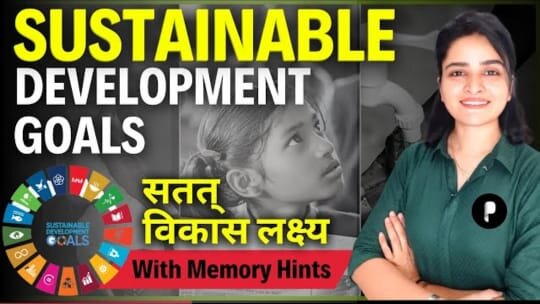 SUSTAINABLE
DEVELOPMENT
GOALS
सतत्
विकास लक्ष्य
With Memory Hints
SUSTAINABLE
DEVELOPMENT
GOALS
P